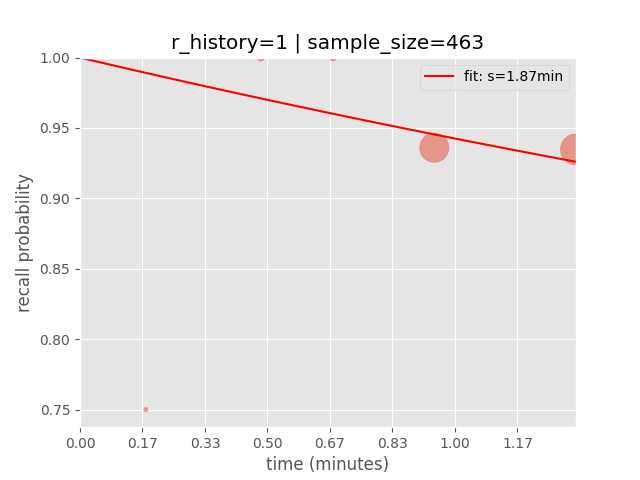 r_history=1 | sample_size=463
fit: s=1.87min
1.00
0.95
0.90
0.85
0.80
0.75
recall probability
0.00 0.17 0.33 0.50 0.67 0.83 1.00 1.17
time (minutes)